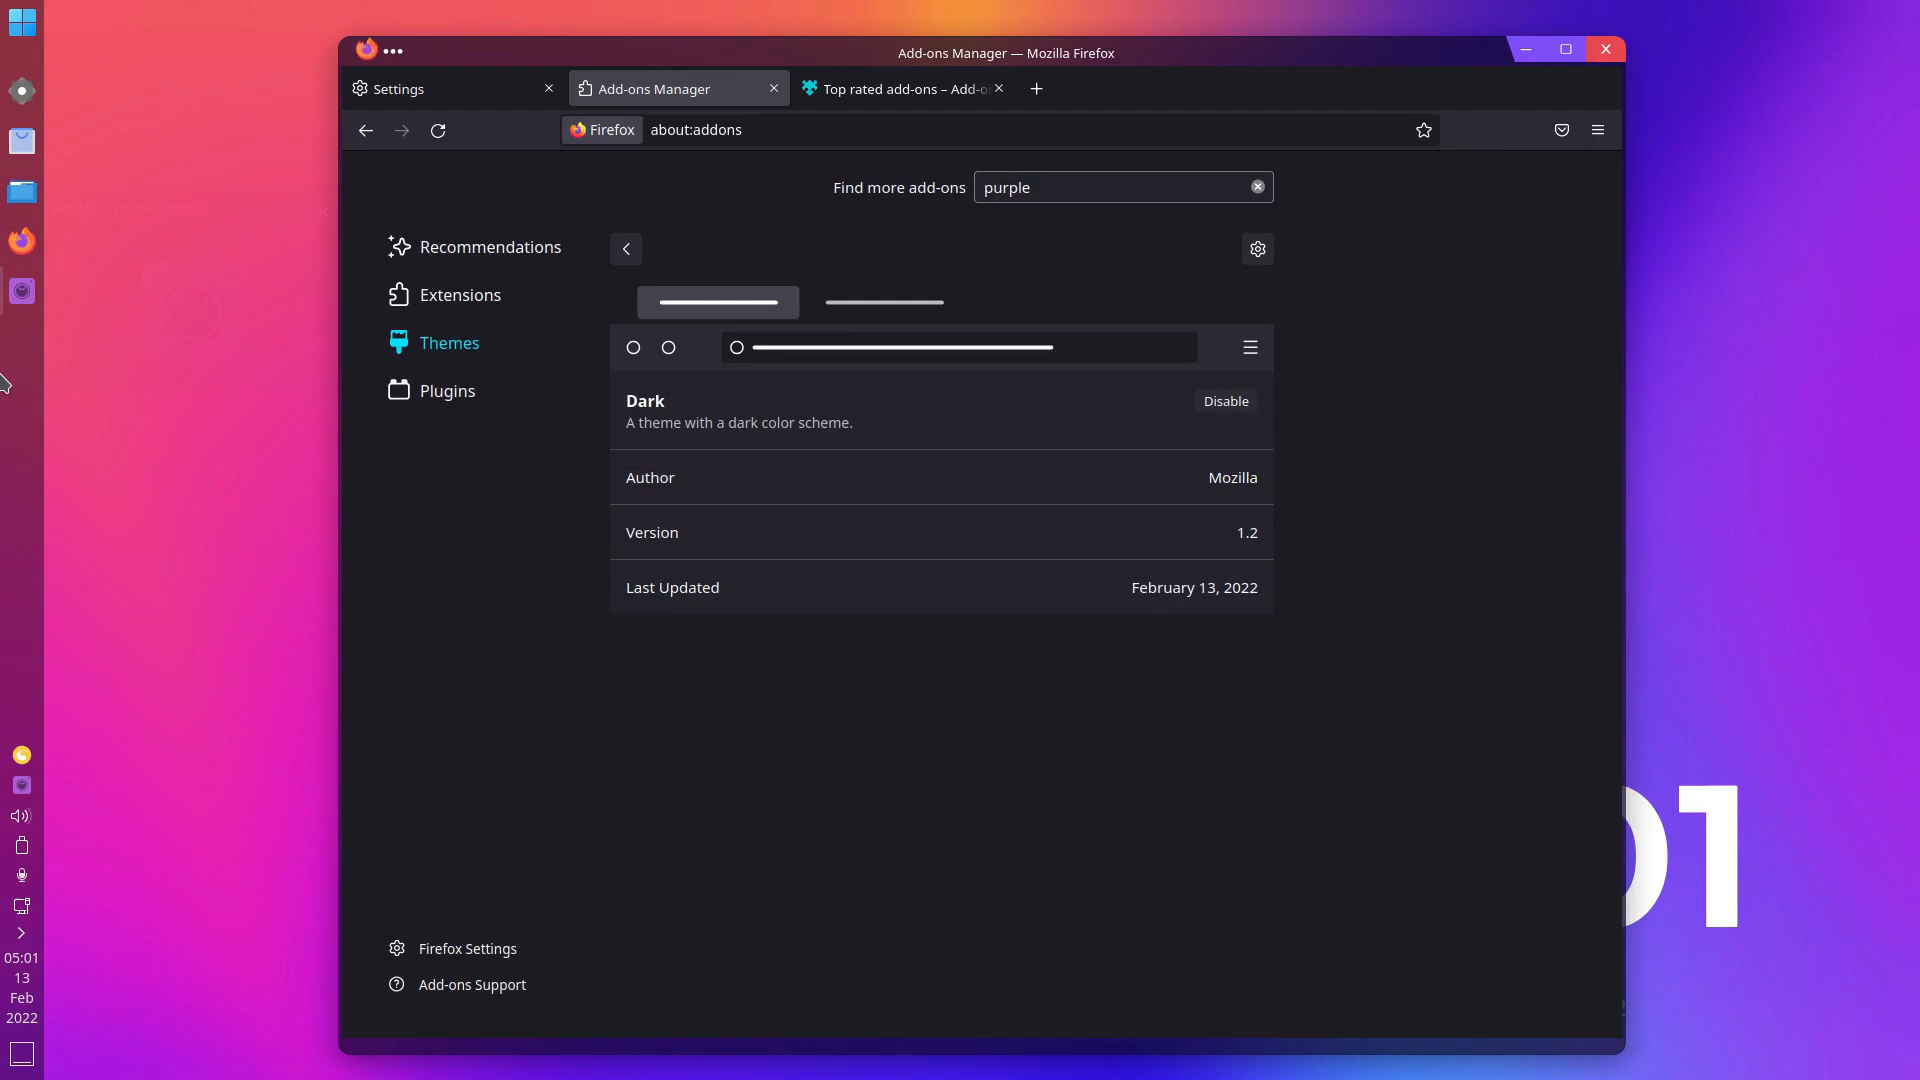 Add-ons Manager — Mozilla Firefox
Settings
Add-ons Manager
Top rated add-ons – Add-o
Firefox
about:addons
Find more add-ons
purple
Recommendations
Extensions
Themes
Plugins
Dark
Disable
A theme with a dark color scheme.
Author
Mozilla
Version
1.2
Last Updated
February 13, 2022
Firefox Settings
Add-ons Support
05:01
13
Feb
2022
01